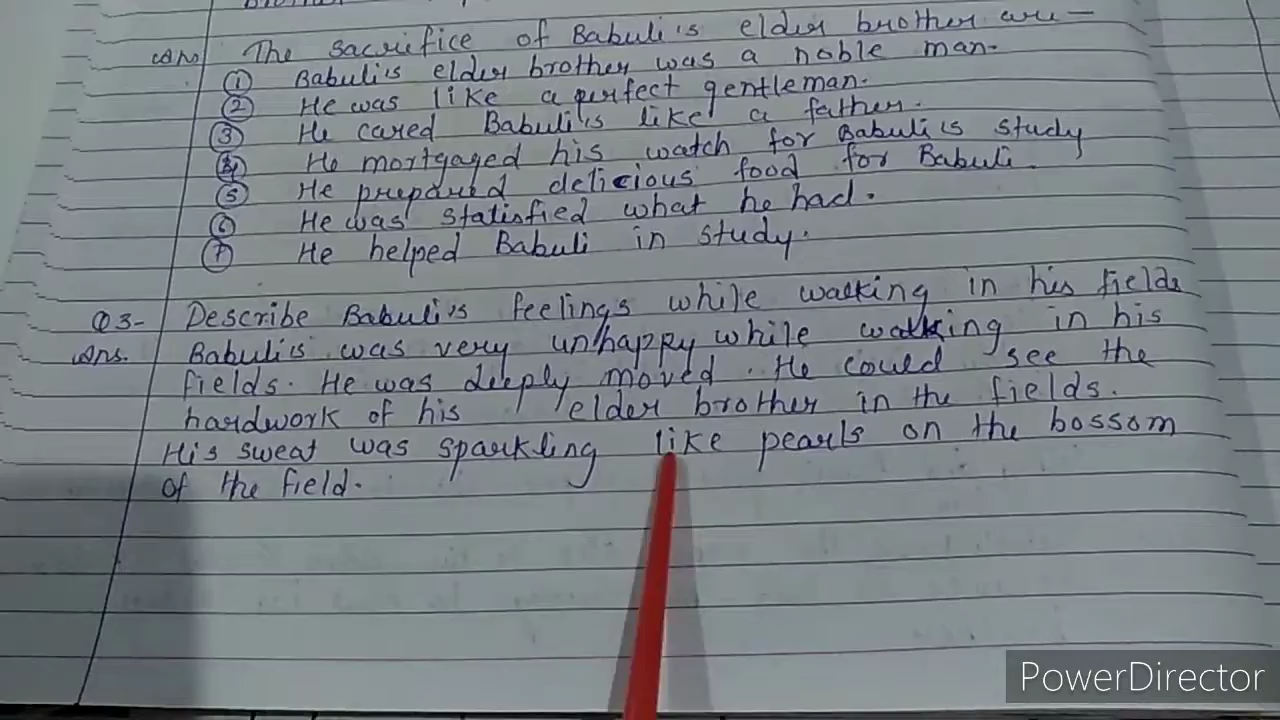 Ans The sacrifice of Babuli's elder brother are-
① Babuli's elder brother was a noble man.
② He was like a perfect gentleman.
③ He cared Babuli's like a father.
④ He mortgaged his watch for Babuli's study
⑤ He prepared delicious food for Babuli.
⑥ He was statisfied what he had.
⑦ He helped Babuli in study.
Q3- Describe Babuli's feelings while walking in his fields
Ans. Babuli's was very unhappy while walking in his
fields. He was deeply moved. He could see the
hardwork of his elder brother in the fields.
His sweat was sparkling like pearls on the bossom
of the field.
PowerDirector